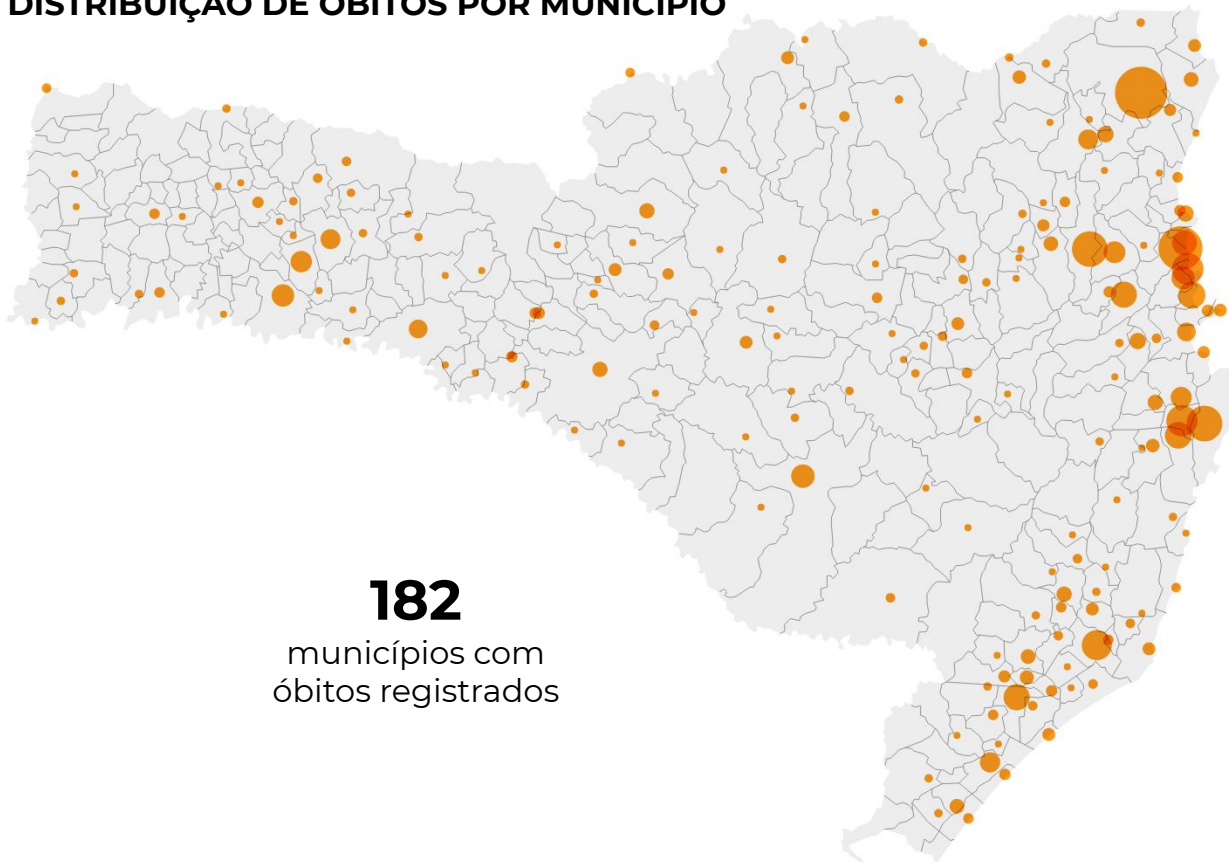 DISTRIBUIÇÃO DE ÓBITOS POR MUNICÍPIO
182
municípios com
óbitos registrados